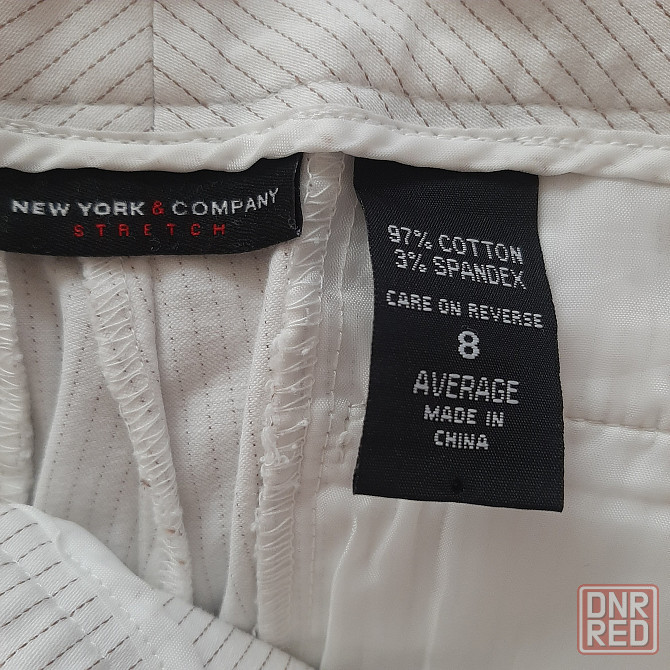 NEW YORK & COMPANY
STRETCH
97% COTTON
3% SPANDEX
CARE ON REVERSE
8
AVERAGE
MADE IN
CHINA
DNR
RED